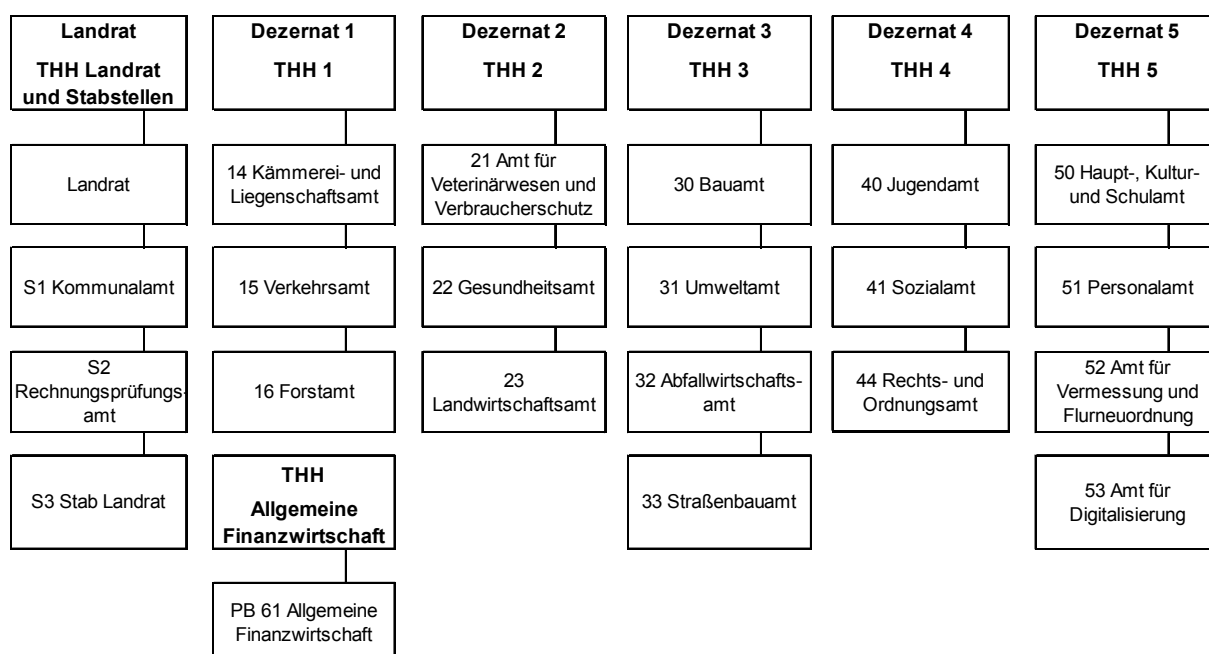 Landrat
THH Landrat
und Stabstellen
Landrat
S1 Kommunalamt
S2
Rechnungsprüfungs-
amt
S3 Stab Landrat
Dezernat 1
THH 1
14 Kämmerei- und
Liegenschaftsamt
15 Verkehrsamt
16 Forstamt
THH
Allgemeine
Finanzwirtschaft
PB 61 Allgemeine
Finanzwirtschaft
Dezernat 2
THH 2
21 Amt für
Veterinärwesen und
Verbraucherschutz
22 Gesundheitsamt
23
Landwirtschaftsamt
Dezernat 3
THH 3
30 Bauamt
31 Umweltamt
32 Abfallwirtschafts-
amt
33 Straßenbauamt
Dezernat 4
THH 4
40 Jugendamt
41 Sozialamt
44 Rechts- und
Ordnungsamt
Dezernat 5
THH 5
50 Haupt-, Kultur-
und Schulamt
51 Personalamt
52 Amt für
Vermessung und
Flurneuordnung
53 Amt für
Digitalisierung